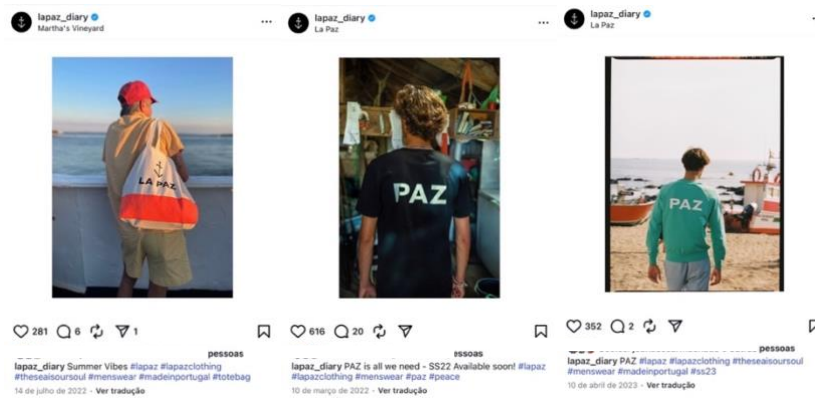 lapaz_diary
Martha's Vineyard
LA PAZ
281 6 1
pessoas
lapaz_diary Summer Vibes #lapaz #lapazclothing
#theseaisoursoul #menswear #madeinportugal #totebag
14 de julho de 2022 - Ver tradução
lapaz_diary
La Paz
PAZ
616 20
essoas
lapaz_diary PAZ is all we need - SS22 Available soon! #lapaz
#lapazclothing #menswear #paz #peace
10 de março de 2022 - Ver tradução
lapaz_diary
La Paz
PAZ
352 2
pessoas
lapaz_diary PAZ #lapaz #lapazclothing #theseaisoursoul
#menswear #madeinportugal #ss23
10 de abril de 2023 - Ver tradução